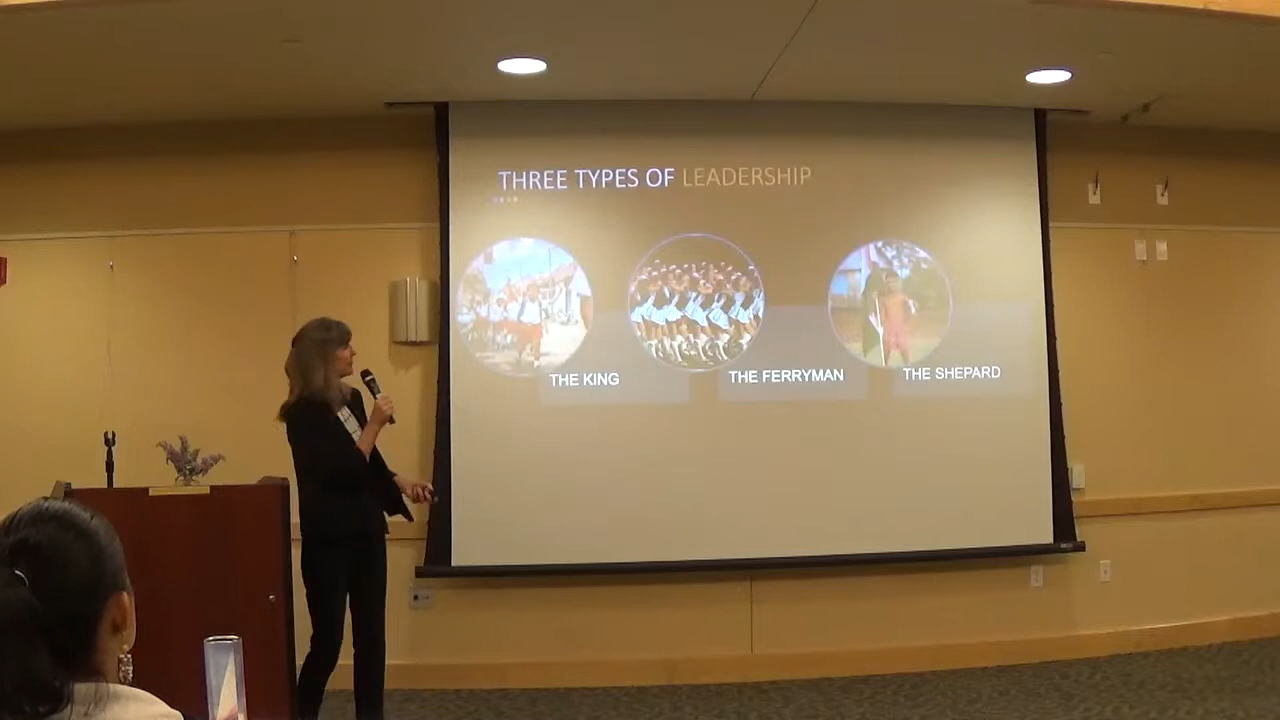 THREE TYPES OF LEADERSHIP
THE KING
THE FERRYMAN
THE SHEPARD